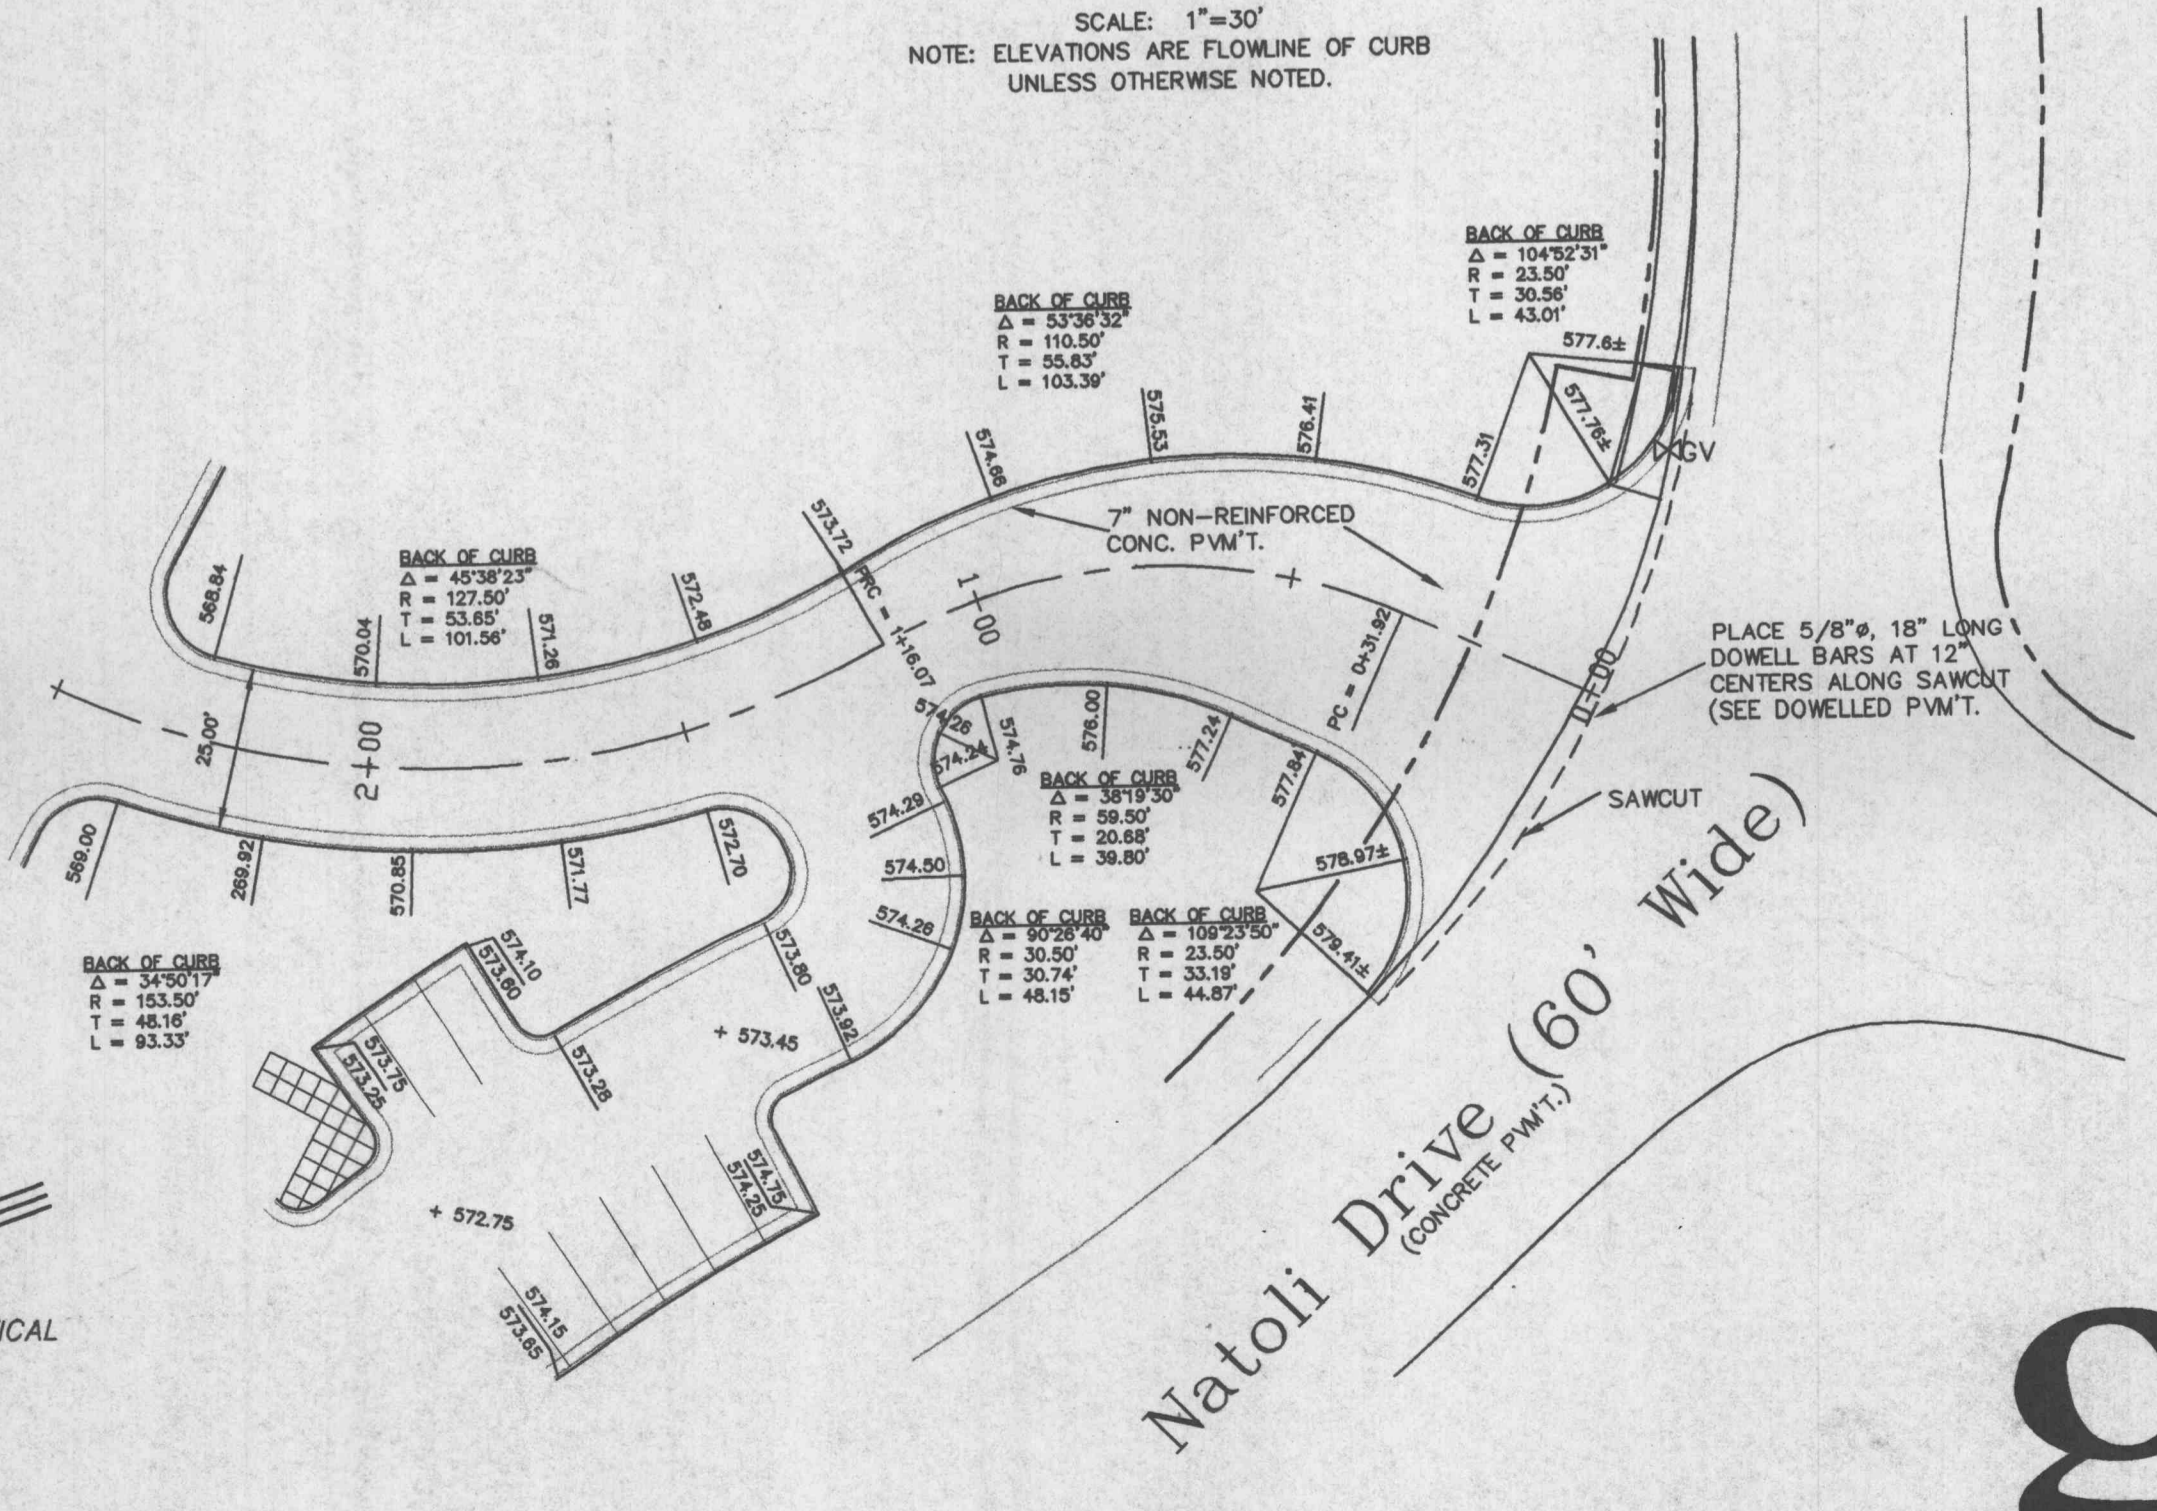 SCALE: 1"=30'
NOTE: ELEVATIONS ARE FLOWLINE OF CURB
UNLESS OTHERWISE NOTED.
BACK OF CURB
Δ = 104°52'31"
R = 23.50'
T = 30.56'
L = 43.01'
BACK OF CURB
Δ = 53°36'32"
R = 110.50'
T = 55.83'
L = 103.39'
577.6±
577.76±
GV
577.31
576.41
575.53
574.66
573.72
7" NON-REINFORCED
CONC. PVM'T.
PRC = 1+16.07
1+00
PC = 0+31.92
0+00
PLACE 5/8"ø, 18" LONG
DOWELL BARS AT 12"
CENTERS ALONG SAWCUT
(SEE DOWELLED PVM'T.
SAWCUT
BACK OF CURB
Δ = 45°38'23"
R = 127.50'
T = 53.65'
L = 101.56'
568.84
570.04
571.26
572.48
25.00'
2+00
569.00
269.92
570.85
571.77
572.70
574.26
574.24
574.76
576.00
577.24
577.84
574.29
574.50
574.26
BACK OF CURB
Δ = 38°19'30"
R = 59.50'
T = 20.68'
L = 39.80'
578.97±
579.41±
BACK OF CURB
Δ = 90°26'40"
R = 30.50'
T = 30.74'
L = 48.15'
BACK OF CURB
Δ = 109°23'50"
R = 23.50'
T = 33.19'
L = 44.87'
BACK OF CURB
Δ = 34°50'17"
R = 153.50'
T = 48.16'
L = 93.33'
574.10
573.60
573.80
573.92
+ 573.45
573.75
573.25
573.28
574.75
574.25
+ 572.75
574.15
573.65
Natoli Drive (60' Wide)
(CONCRETE PVM'T.)
ICAL
g